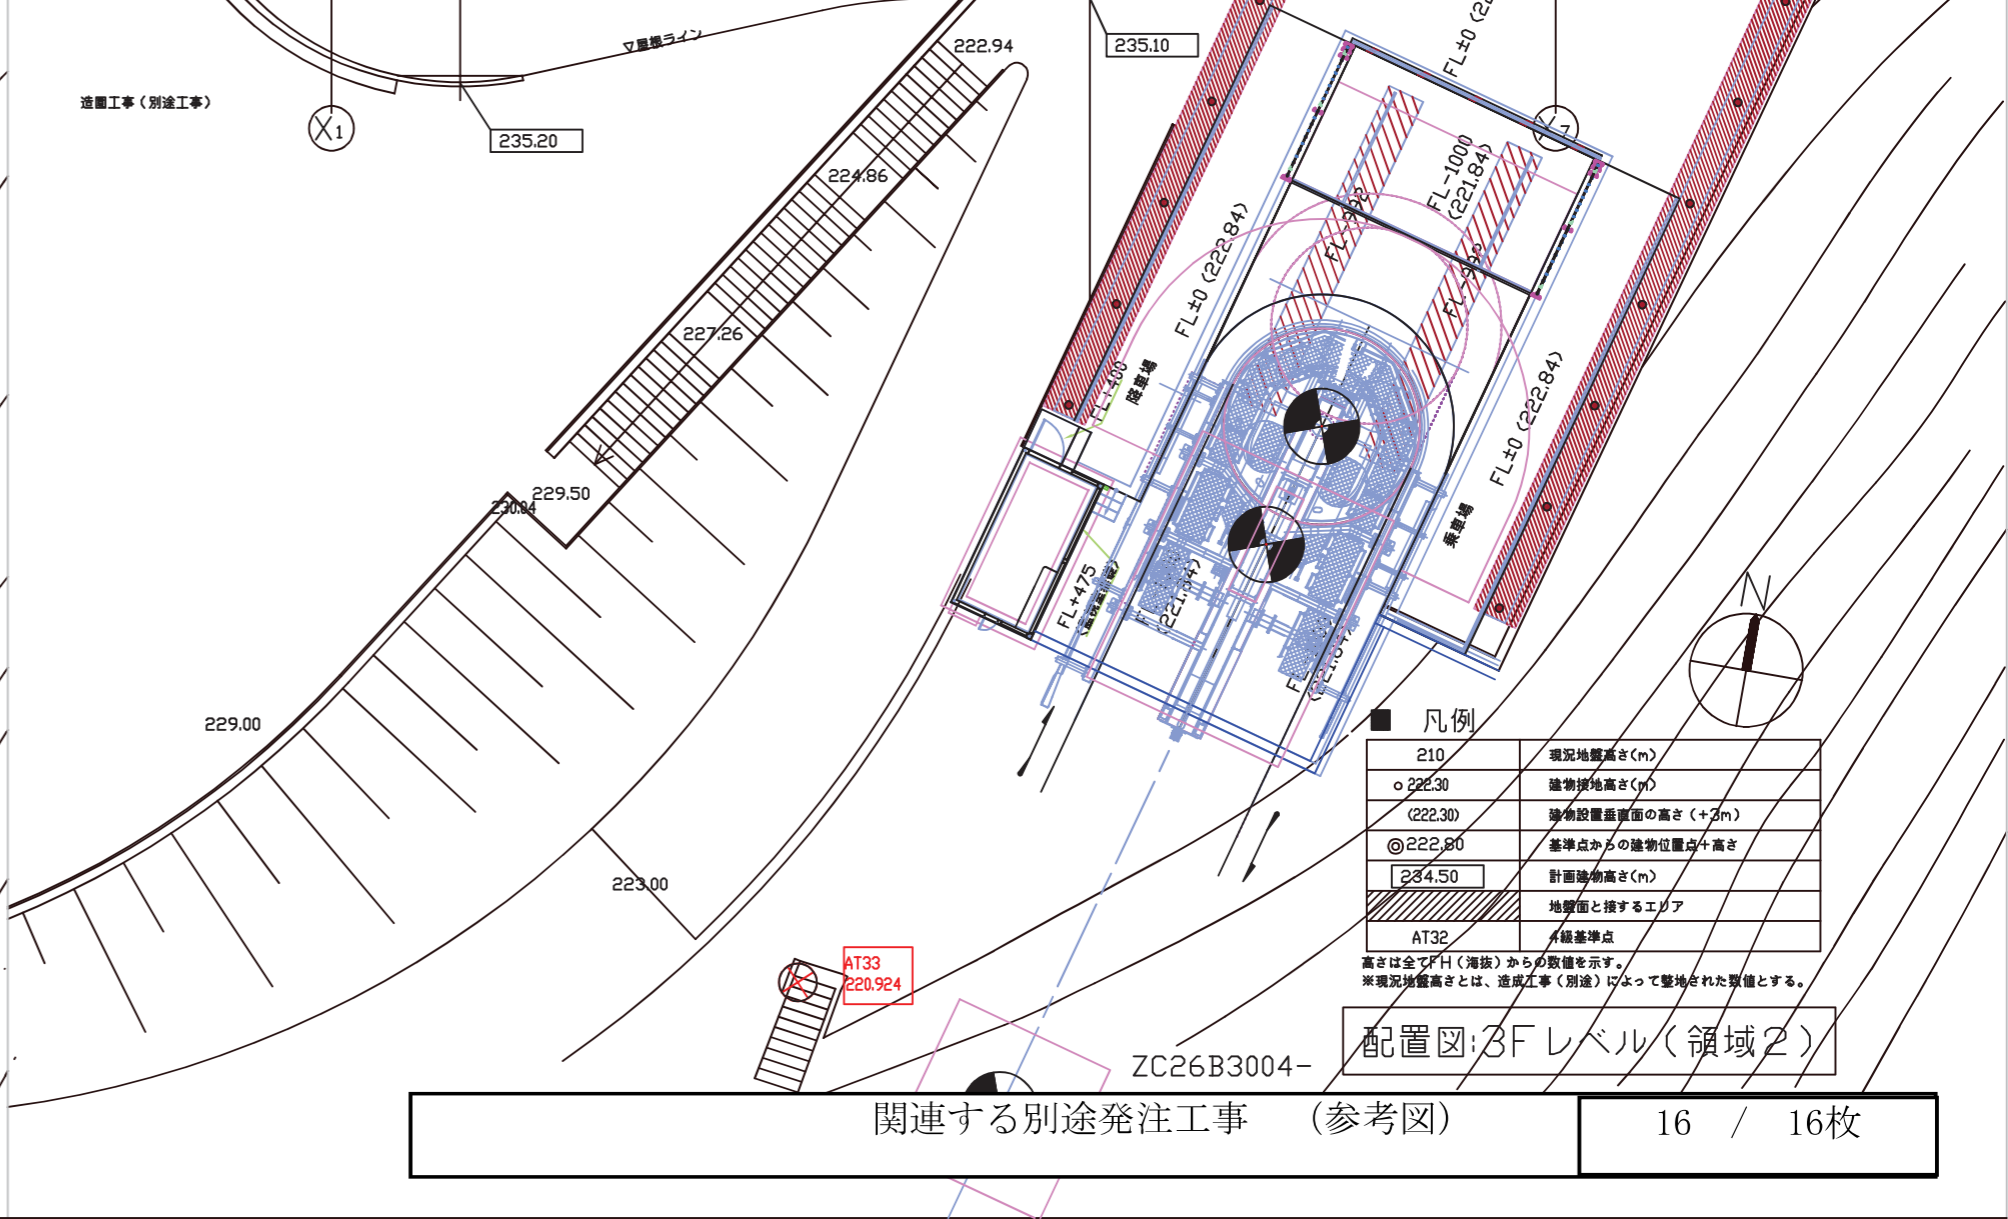 222.94
235.10
▽屋根ライン
FL±0 <22
造園工事(別途工事)
X1
235.20
224.86
FL-1000
<221.84>
FL-998
FL±0 <222.84>
FL-998
227.26
FL+400
降車場
FL±0 <222.84>
229.50
230.04
乗車場
FL+475
N
229.00
223.00
■ 凡例
210 現況地盤高さ(m)
222.30 建物接地高さ(m)
<222.30> 建物設置垂直面の高さ(+3m)
◎222.80 基準点からの建物位置点+高さ
234.50 計画建物高さ(m)
地盤面と接するエリア
AT32 4級基準点
高さは全てFH(海抜)からの数値を示す。
※現況地盤高さとは、造成工事(別途)によって整地された数値とする。
AT33
220.924
配置図:3Fレベル(領域2)
ZC26B3004-
関連する別途発注工事 (参考図)
16 / 16枚